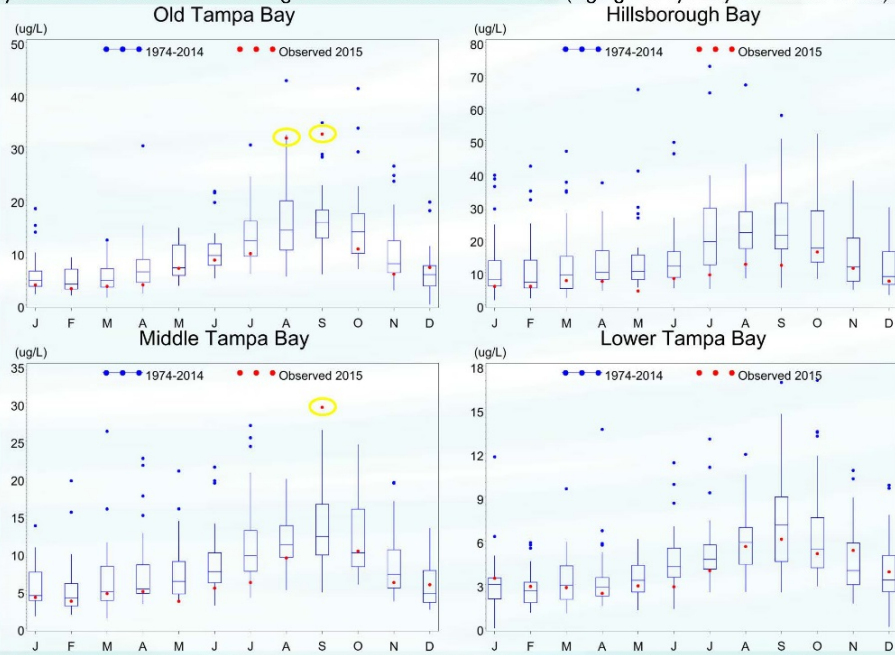 Old Tampa Bay
(ug/L)
1974-2014
Observed 2015
50
40
30
20
10
0
J F M A M J J A S O N D
Hillsborough Bay
(ug/L)
1974-2014
Observed 2015
80
70
60
50
40
30
20
10
0
J F M A M J J A S O N D
Middle Tampa Bay
(ug/L)
1974-2014
Observed 2015
35
30
25
20
15
10
5
0
J F M A M J J A S O N D
Lower Tampa Bay
(ug/L)
1974-2014
Observed 2015
18
15
12
9
6
3
0
J F M A M J J A S O N D